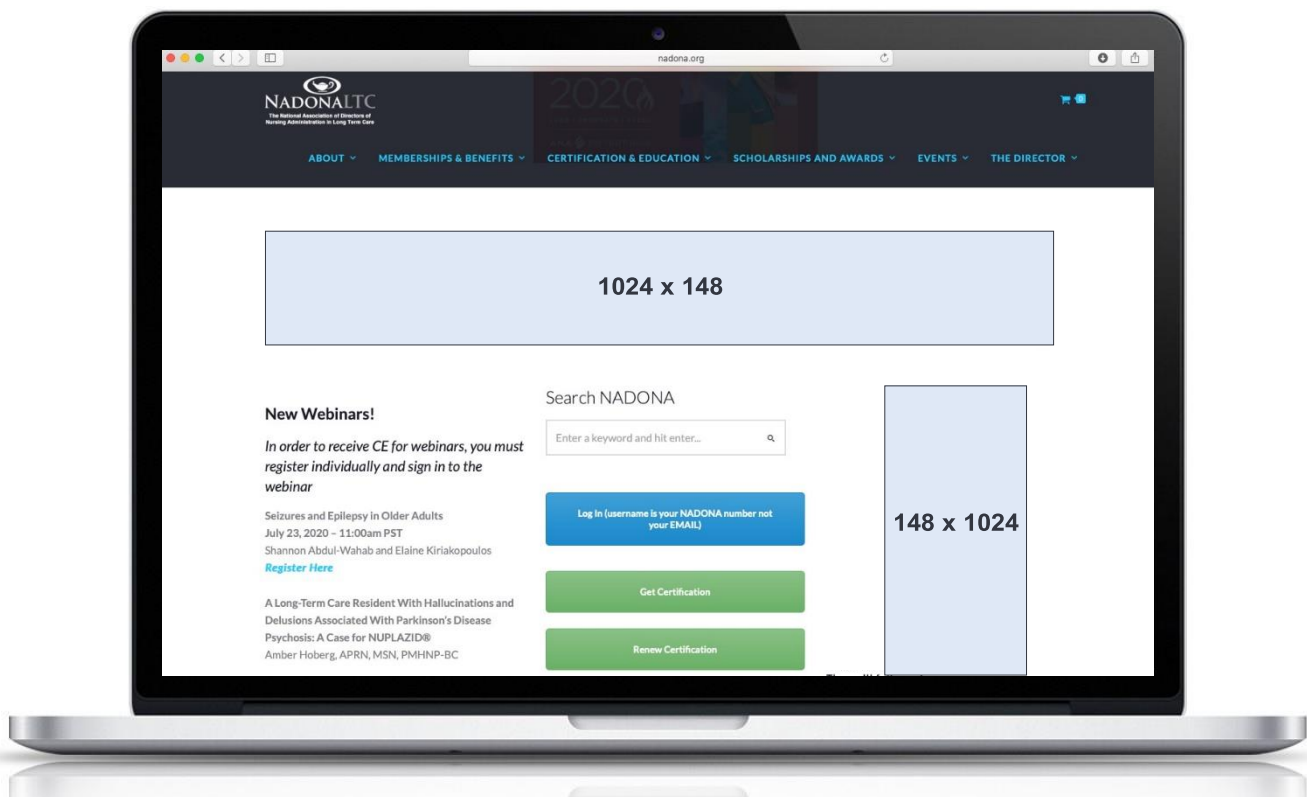 nadona.org
2020
NADONALTC
The National Association of Directors of
Nursing Administration in Long Term Care
0
ABOUT
MEMBERSHIPS & BENEFITS
CERTIFICATION & EDUCATION
SCHOLARSHIPS AND AWARDS
EVENTS
THE DIRECTOR
1024 x 148
New Webinars!
In order to receive CE for webinars, you must
register individually and sign in to the
webinar
Seizures and Epilepsy in Older Adults
July 23, 2020 – 11:00am PST
Shannon Abdul-Wahab and Elaine Kiriakopoulos
Register Here
A Long-Term Care Resident With Hallucinations and
Delusions Associated With Parkinson's Disease
Psychosis: A Case for NUPLAZID®
Amber Hoberg, APRN, MSN, PMHNP-BC
Search NADONA
Enter a keyword and hit enter...
Log In (username is your NADONA number not
your EMAIL)
Get Certification
Renew Certification
148 x 1024